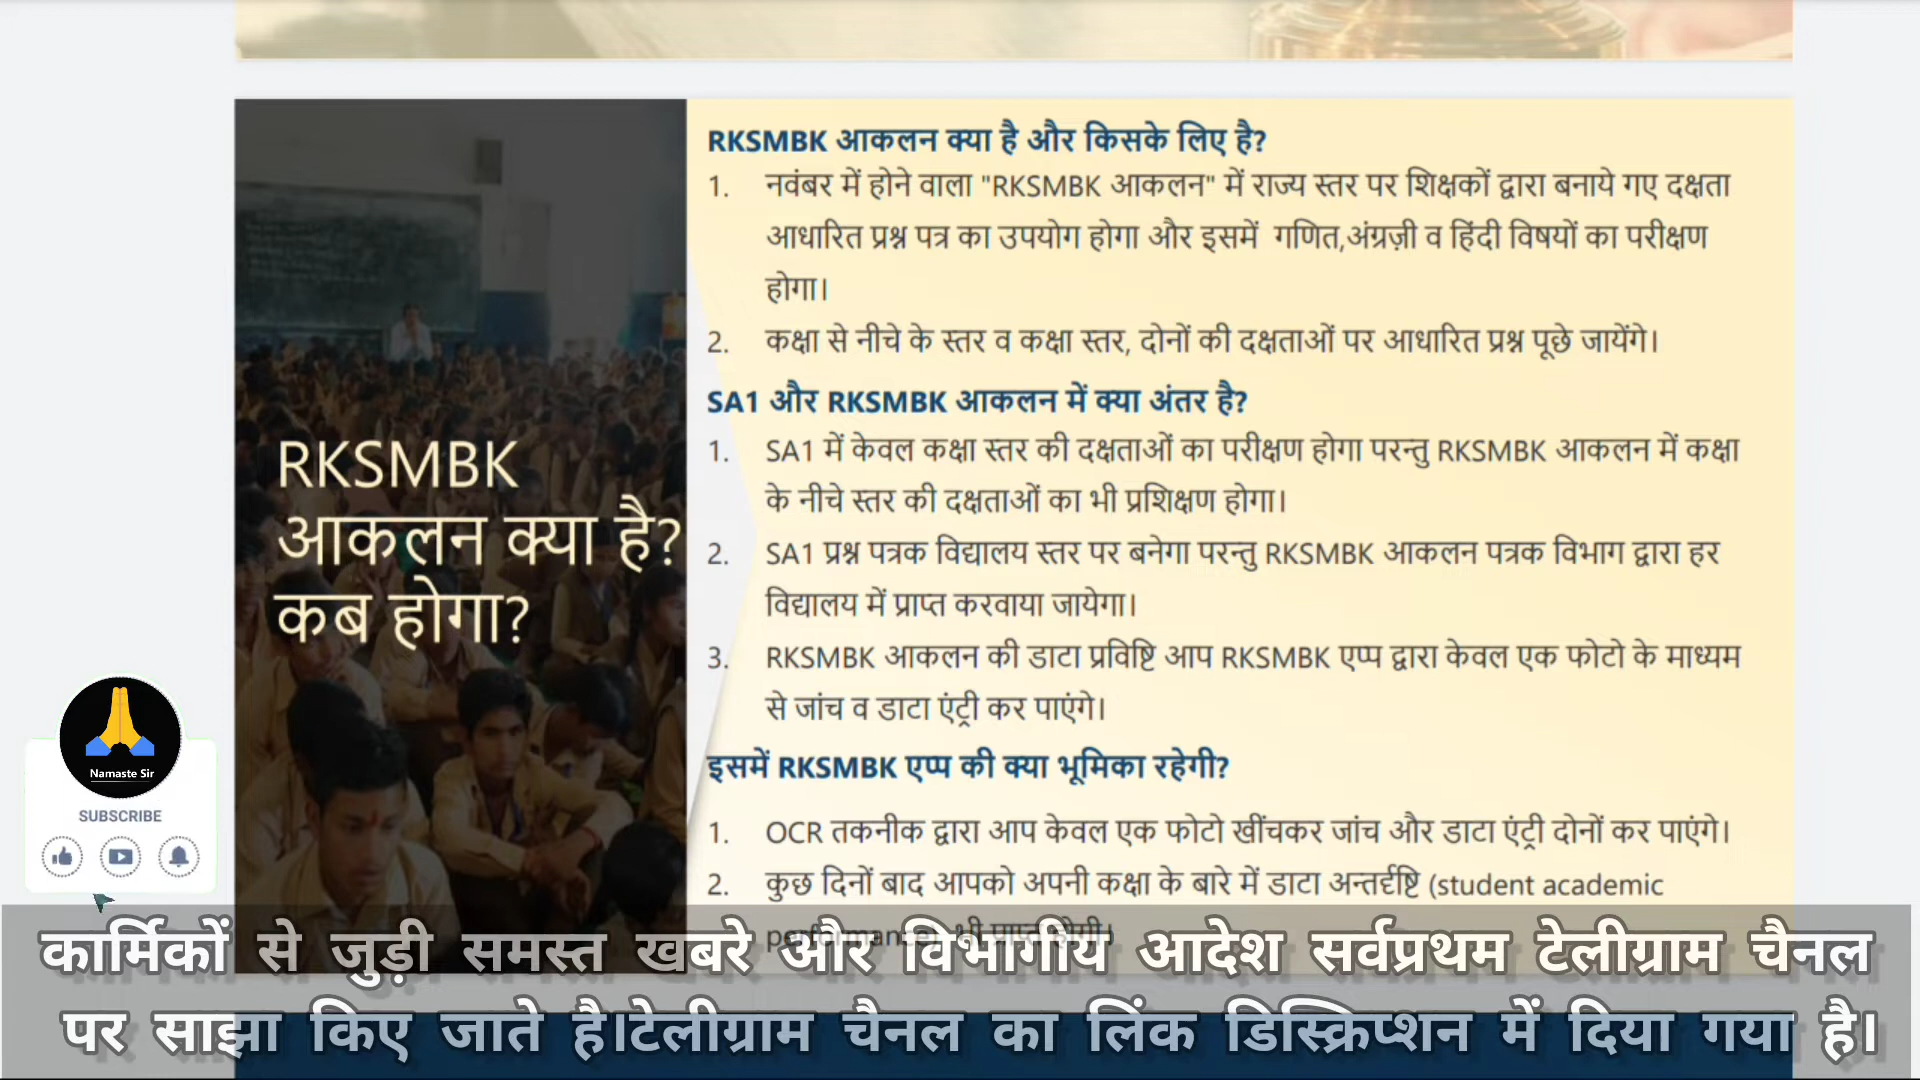 RKSMBK आकलन क्या है और किसके लिए है?
1. नवंबर में होने वाला "RKSMBK आकलन" में राज्य स्तर पर शिक्षकों द्वारा बनाये गए दक्षता
आधारित प्रश्न पत्र का उपयोग होगा और इसमें गणित,अंग्रज़ी व हिंदी विषयों का परीक्षण
होगा।
2. कक्षा से नीचे के स्तर व कक्षा स्तर, दोनों की दक्षताओं पर आधारित प्रश्न पूछे जायेंगे।
SA1 और RKSMBK आकलन में क्या अंतर है?
1. SA1 में केवल कक्षा स्तर की दक्षताओं का परीक्षण होगा परन्तु RKSMBK आकलन में कक्षा
के नीचे स्तर की दक्षताओं का भी प्रशिक्षण होगा।
2. SA1 प्रश्न पत्रक विद्यालय स्तर पर बनेगा परन्तु RKSMBK आकलन पत्रक विभाग द्वारा हर
विद्यालय में प्राप्त करवाया जायेगा।
3. RKSMBK आकलन की डाटा प्रविष्टि आप RKSMBK एप्प द्वारा केवल एक फोटो के माध्यम
से जांच व डाटा एंट्री कर पाएंगे।
इसमें RKSMBK एप्प की क्या भूमिका रहेगी?
1. OCR तकनीक द्वारा आप केवल एक फोटो खींचकर जांच और डाटा एंट्री दोनों कर पाएंगे।
2. कुछ दिनों बाद आपको अपनी कक्षा के बारे में डाटा अन्तर्दृष्टि (student academic
performance) भी प्राप्त होगी।
RKSMBK
आकलन क्या है?
कब होगा?
Namaste Sir
SUBSCRIBE
कार्मिकों से जुड़ी समस्त खबरे और विभागीय आदेश सर्वप्रथम टेलीग्राम चैनल
पर साझा किए जाते है।टेलीग्राम चैनल का लिंक डिस्क्रिप्शन में दिया गया है।